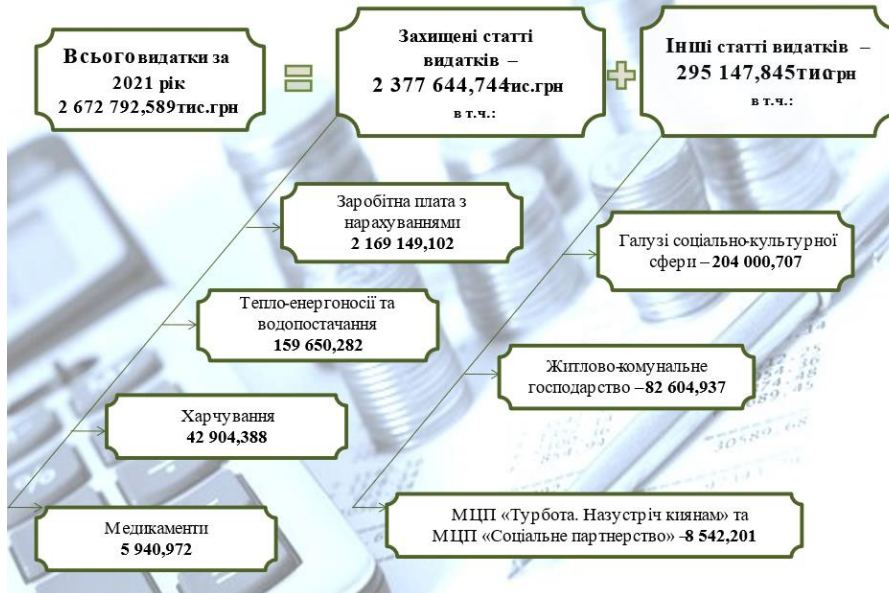 Всього видатки за
2021 рік
2 672 792,589тис.грн
Захищені статті
видатків –
2 377 644,744тис.грн
в т.ч.:
Інші статті видатків –
295 147,845тис.грн
в т.ч.:
Заробітна плата з
нарахуваннями
2 169 149,102
Галузі соціально-культурної
сфери – 204 000,707
Тепло-енергоносії та
водопостачання
159 650,282
Житлово-комунальне
господарство –82 604,937
Харчування
42 904,388
Медикаменти
5 940,972
МЦП «Турбота. Назустріч киянам» та
МЦП «Соціальне партнерство» –8 542,201